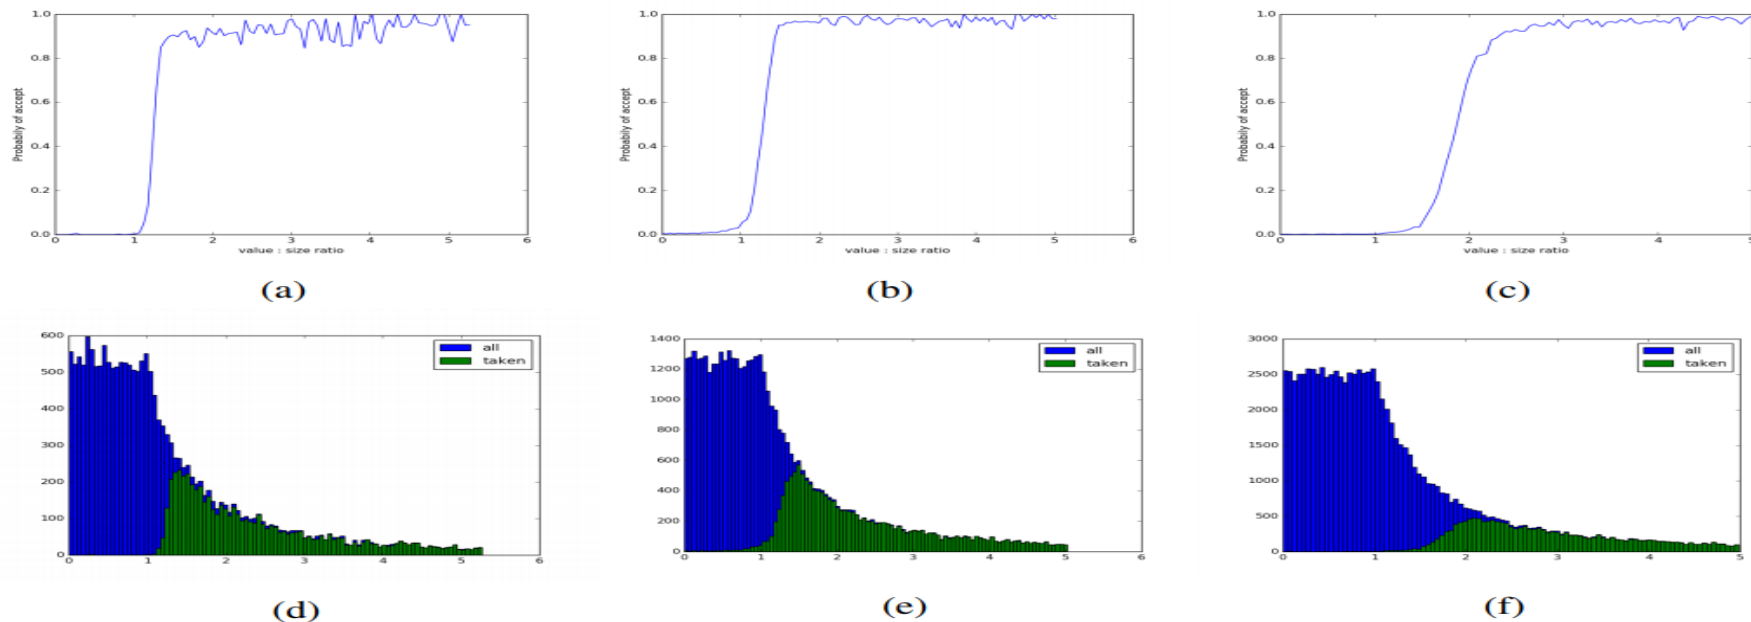 1.0
0.8
0.6
0.4
0.2
0.0
Probabily of accept
0 1 2 3 4 5 6
value : size ratio
(a)
1.0
0.8
0.6
0.4
0.2
0.0
Probabily of accept
0 1 2 3 4 5 6
value : size ratio
(b)
1.0
0.8
0.6
0.4
0.2
0.0
Probabily of accept
0 1 2 3 4 5
value : size ratio
(c)
600
500
400
300
200
100
0
all
taken
0 1 2 3 4 5 6
(d)
1400
1200
1000
800
600
400
200
0
all
taken
0 1 2 3 4 5 6
(e)
3000
2500
2000
1500
1000
500
0
all
taken
0 1 2 3 4 5
(f)